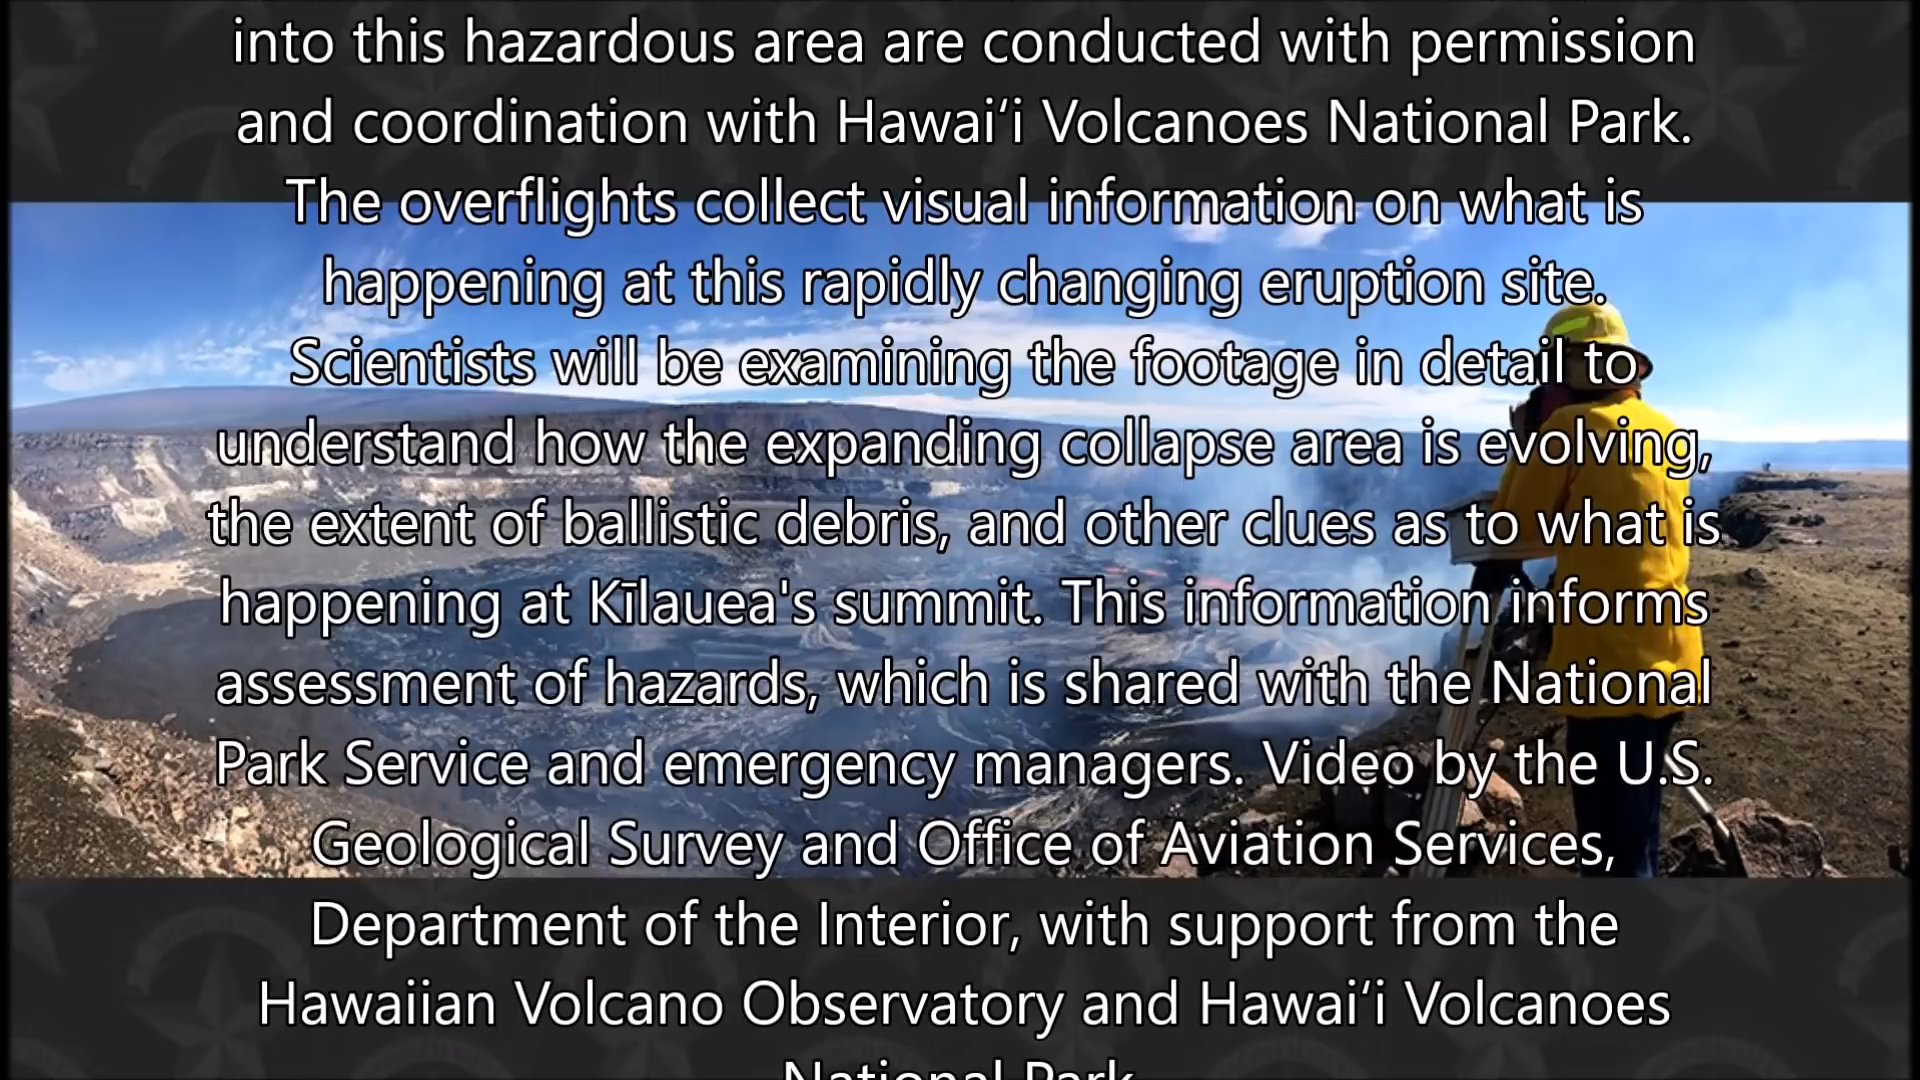 into this hazardous area are conducted with permission
and coordination with Hawaiʻi Volcanoes National Park.
The overflights collect visual information on what is
happening at this rapidly changing eruption site.
Scientists will be examining the footage in detail to
understand how the expanding collapse area is evolving,
the extent of ballistic debris, and other clues as to what is
happening at Kīlauea's summit. This information informs
assessment of hazards, which is shared with the National
Park Service and emergency managers. Video by the U.S.
Geological Survey and Office of Aviation Services,
Department of the Interior, with support from the
Hawaiian Volcano Observatory and Hawaiʻi Volcanoes
National Park